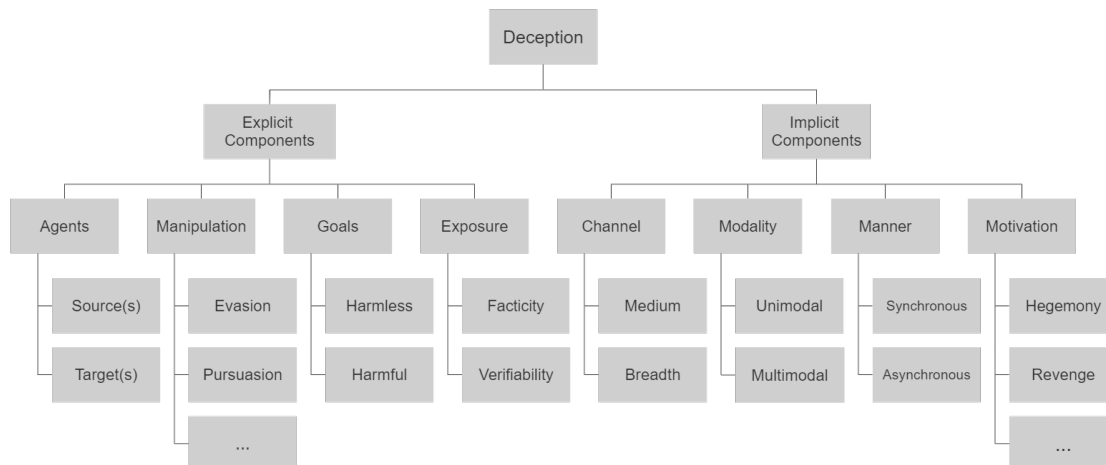 Deception
Explicit
Components
Implicit
Components
Agents
Manipulation
Goals
Exposure
Channel
Modality
Manner
Motivation
Source(s)
Evasion
Harmless
Facticity
Medium
Unimodal
Synchronous
Hegemony
Target(s)
Pursuasion
Harmful
Verifiability
Breadth
Multimodal
Asynchronous
Revenge
...
...